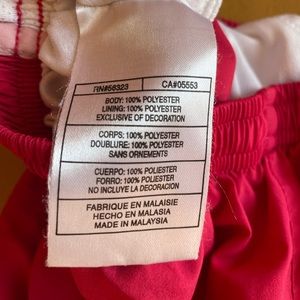 RN#56323 CA#05553
BODY: 100% POLYESTER
LINING: 100% POLYESTER
EXCLUSIVE OF DECORATION
CORPS: 100% POLYESTER
DOUBLURE: 100% POLYESTER
SANS ORNEMENTS
CUERPO: 100% POLIESTER
FORRO: 100% POLIESTER
NO INCLUYE LA DECORACION
FABRIQUE EN MALAISIE
HECHO EN MALASIA
MADE IN MALAYSIA